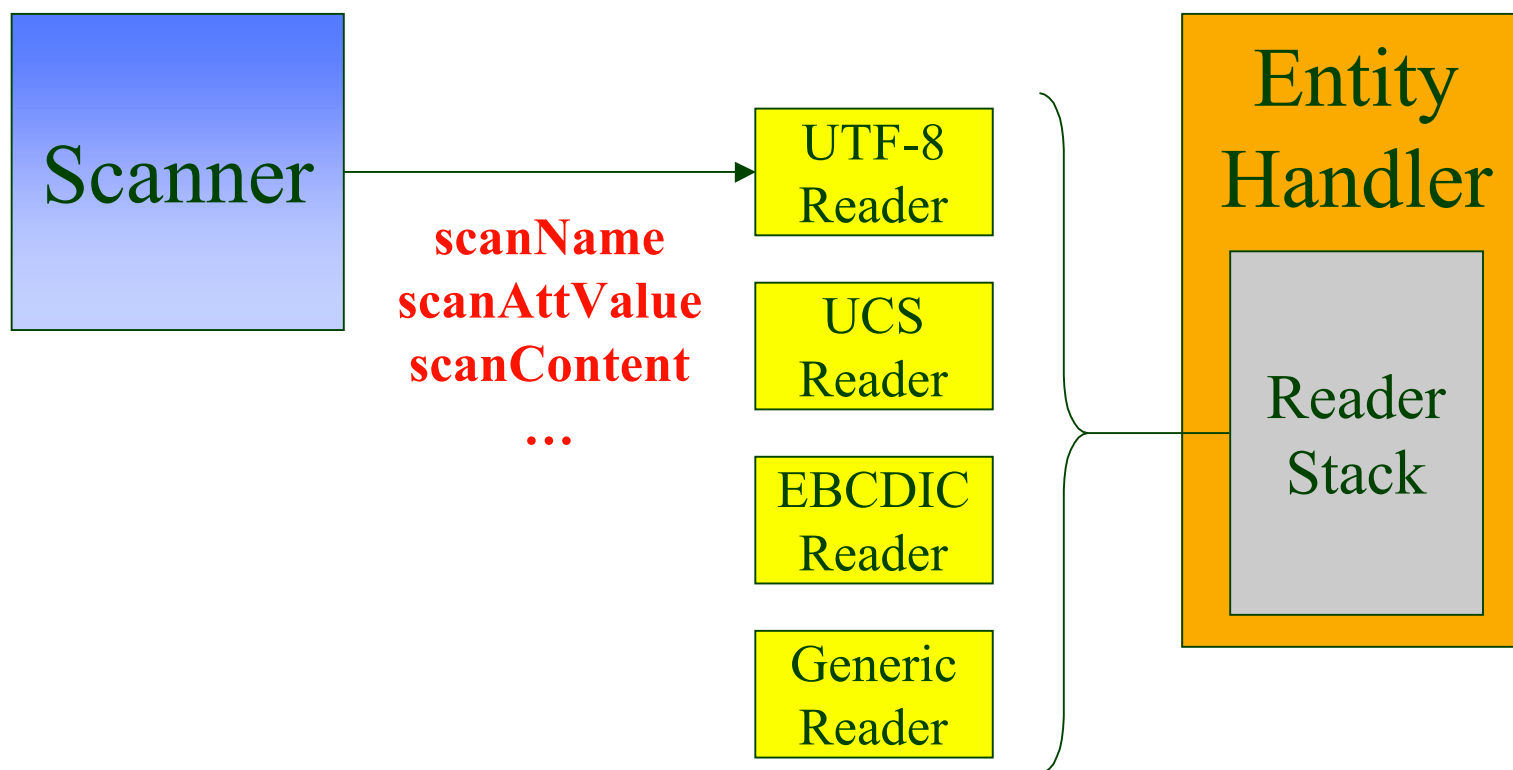 Scanner
scanName
scanAttValue
scanContent
…
UTF-8
Reader
UCS
Reader
EBCDIC
Reader
Generic
Reader
Entity
Handler
Reader
Stack